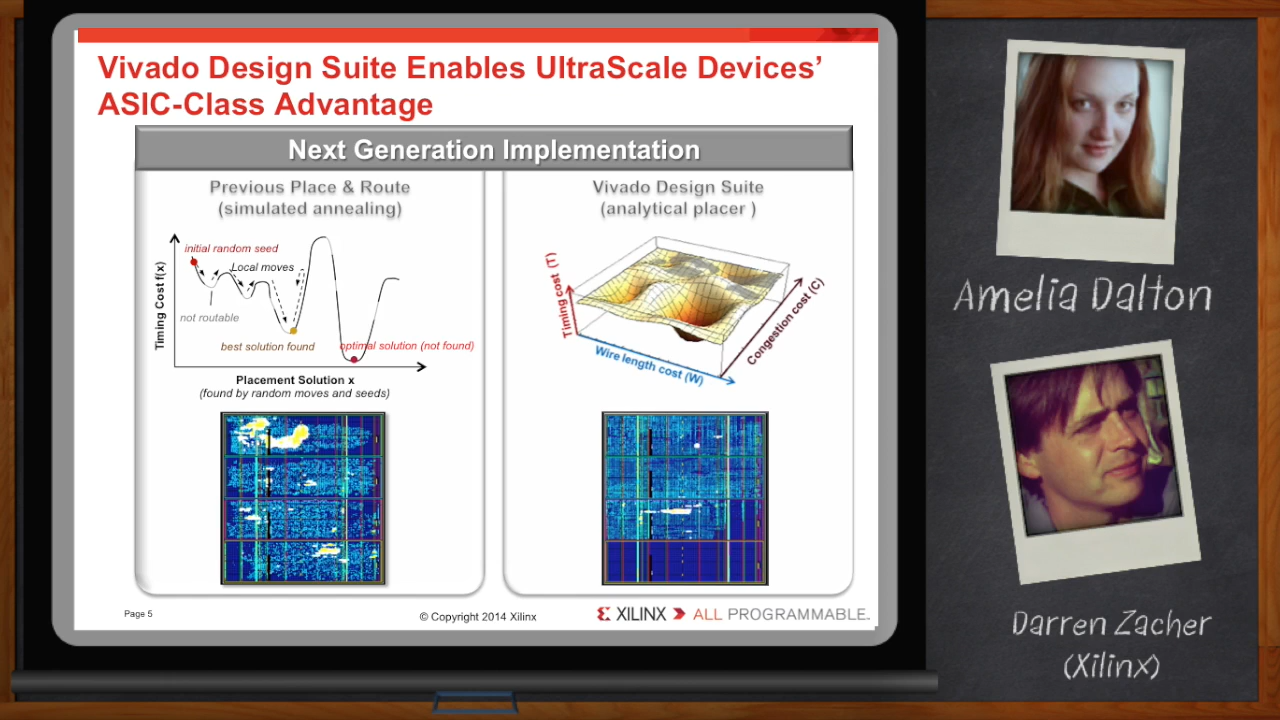 Vivado Design Suite Enables UltraScale Devices’
ASIC-Class Advantage
Next Generation Implementation
Previous Place & Route
(simulated annealing)
initial random seed
Local moves
not routable
best solution found
optimal solution (not found)
Timing Cost f(x)
Placement Solution x
(found by random moves and seeds)
Vivado Design Suite
(analytical placer )
Timing cost (T)
Wire length cost (W)
Congestion cost (C)
Page 5
© Copyright 2014 Xilinx
XILINX ALL PROGRAMMABLE.
Amelia Dalton
Darren Zacher
(Xilinx)